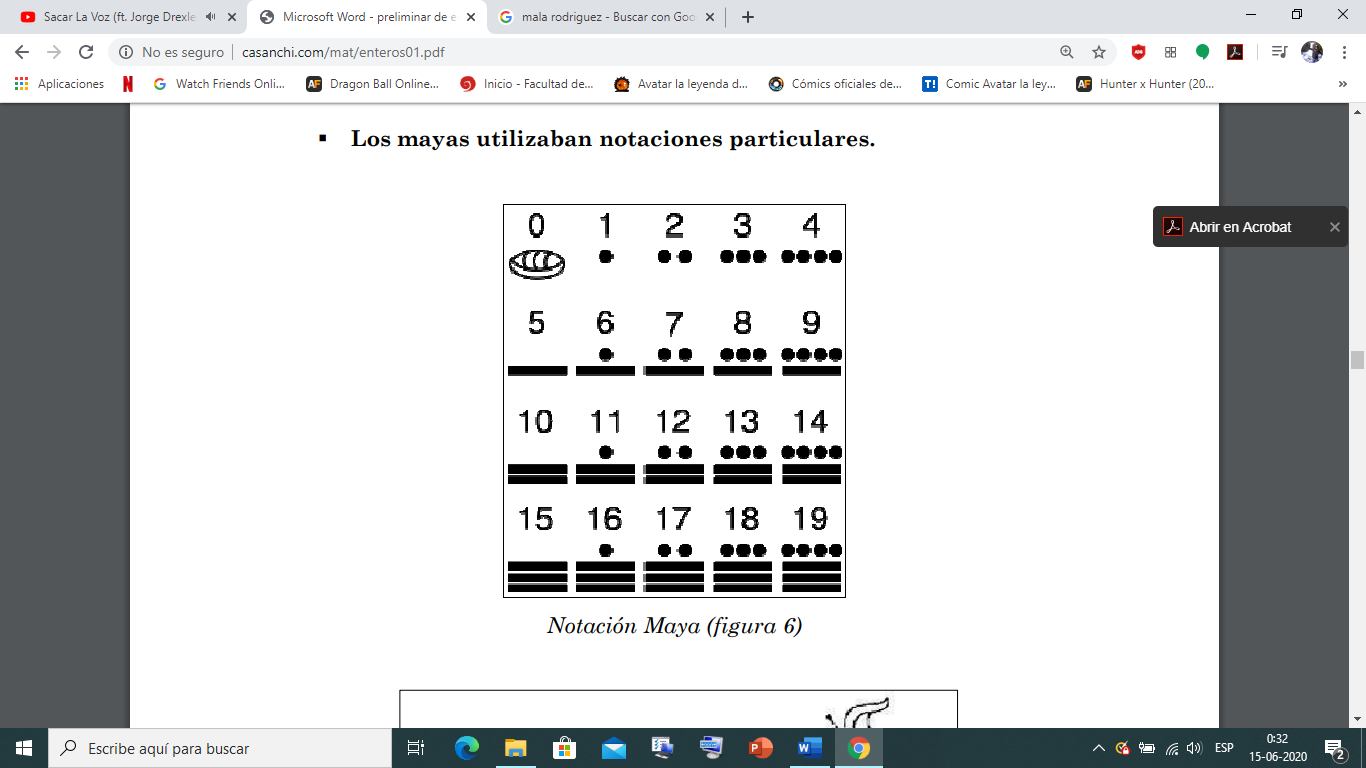 Sacar La Voz (ft. Jorge Drexle
Microsoft Word - preliminar de e
mala rodriguez - Buscar con Goo
No es seguro
casanchi.com/mat/enteros01.pdf
Aplicaciones
Watch Friends Onli...
Dragon Ball Online...
Inicio - Facultad de...
Avatar la leyenda d...
Cómics oficiales de...
Comic Avatar la ley...
Hunter x Hunter (20...
»
▪ Los mayas utilizaban notaciones particulares.
Abrir en Acrobat
0 1 2 3 4
5 6 7 8 9
10 11 12 13 14
15 16 17 18 19
Notación Maya (figura 6)
Escribe aquí para buscar
ESP
0:32
15-06-2020
2